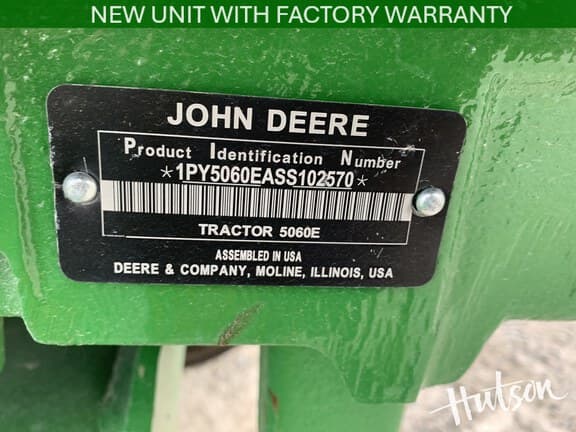 NEW UNIT WITH FACTORY WARRANTY
JOHN DEERE
Product Identification Number
*1PY5060EASS102570*
TRACTOR 5060E
ASSEMBLED IN USA
DEERE & COMPANY, MOLINE, ILLINOIS, USA
Hutson